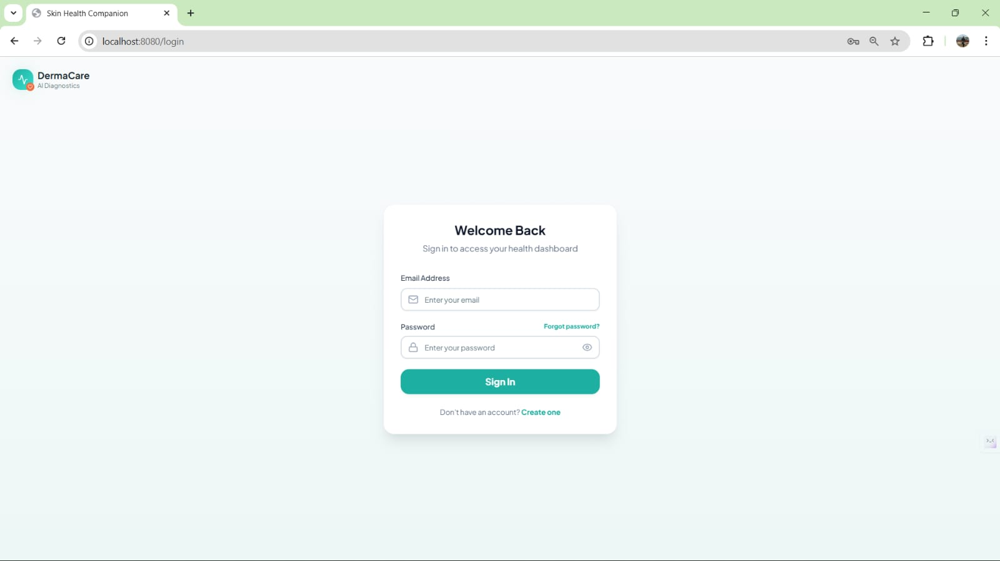 Skin Health Companion
localhost:8080/login
DermaCare
AI Diagnostics
Welcome Back
Sign in to access your health dashboard
Email Address
Enter your email
Password
Forgot password?
Enter your password
Sign In
Don't have an account? Create one